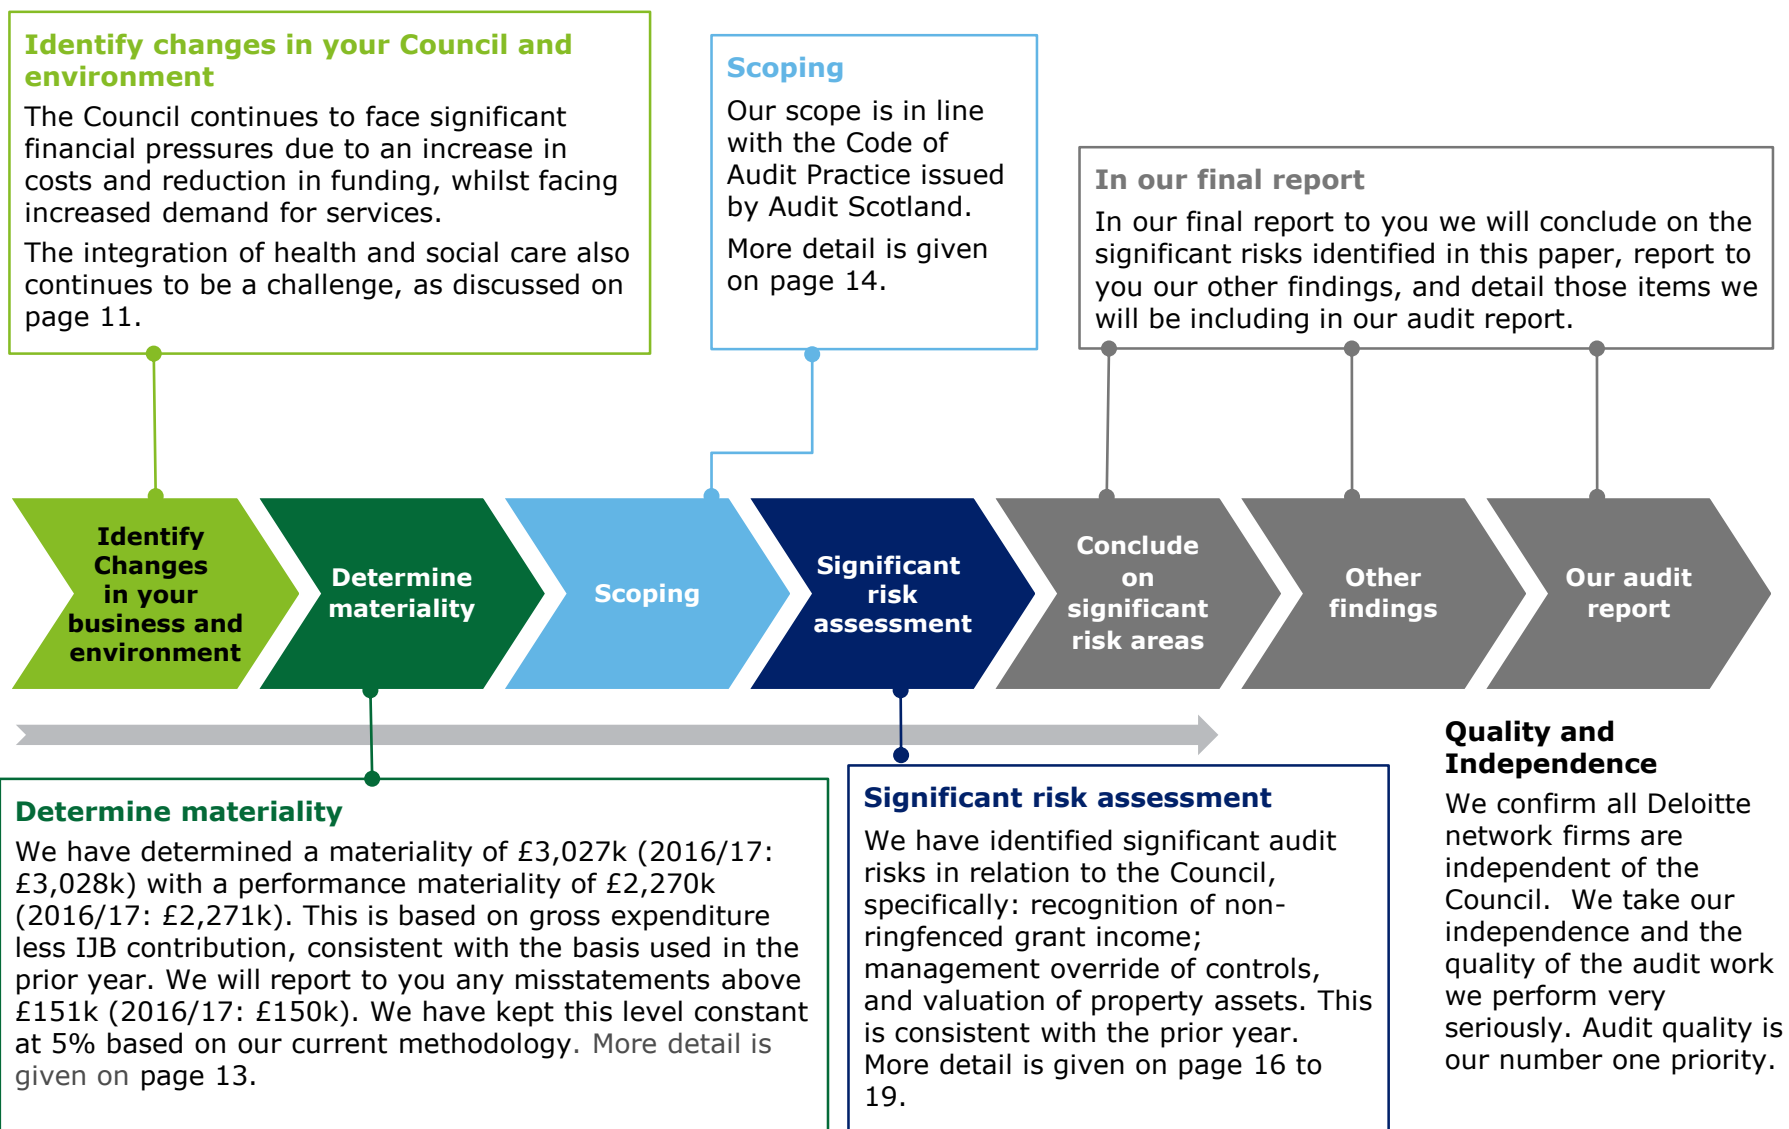 Identify changes in your Council and
environment
The Council continues to face significant
financial pressures due to an increase in
costs and reduction in funding, whilst facing
increased demand for services.
The integration of health and social care also
continues to be a challenge, as discussed on
page 11.
Scoping
Our scope is in line
with the Code of
Audit Practice issued
by Audit Scotland.
More detail is given
on page 14.
In our final report
In our final report to you we will conclude on the
significant risks identified in this paper, report to
you our other findings, and detail those items we
will be including in our audit report.
Identify
Changes
in your
business and
environment
Determine
materiality
Scoping
Significant
risk
assessment
Conclude
on
significant
risk areas
Other
findings
Our audit
report
Determine materiality
We have determined a materiality of £3,027k (2016/17:
£3,028k) with a performance materiality of £2,270k
(2016/17: £2,271k). This is based on gross expenditure
less IJB contribution, consistent with the basis used in the
prior year. We will report to you any misstatements above
£151k (2016/17: £150k). We have kept this level constant
at 5% based on our current methodology. More detail is
given on page 13.
Significant risk assessment
We have identified significant audit
risks in relation to the Council,
specifically: recognition of non-
ringfenced grant income;
management override of controls,
and valuation of property assets. This
is consistent with the prior year.
More detail is given on page 16 to
19.
Quality and
Independence
We confirm all Deloitte
network firms are
independent of the
Council.  We take our
independence and the
quality of the audit work
we perform very
seriously. Audit quality is
our number one priority.